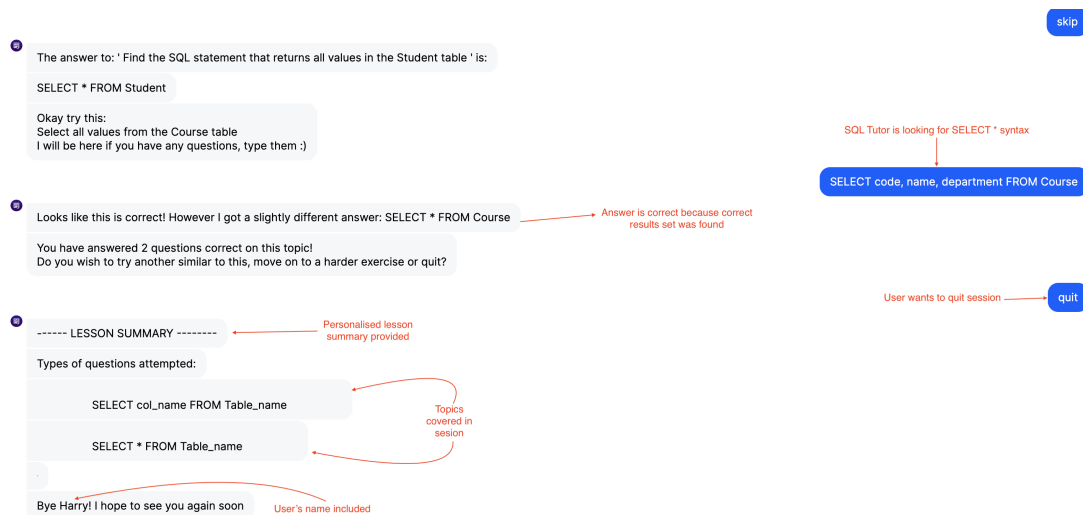 skip
The answer to: ' Find the SQL statement that returns all values in the Student table ' is:
SELECT * FROM Student
Okay try this:
Select all values from the Course table
I will be here if you have any questions, type them :)
SQL Tutor is looking for SELECT * syntax
SELECT code, name, department FROM Course
Looks like this is correct! However I got a slightly different answer: SELECT * FROM Course
Answer is correct because correct
results set was found
You have answered 2 questions correct on this topic!
Do you wish to try another similar to this, move on to a harder exercise or quit?
User wants to quit session
quit
------ LESSON SUMMARY --------
Personalised lesson
summary provided
Types of questions attempted:
SELECT col_name FROM Table_name
Topics
covered in
sesion
SELECT * FROM Table_name
.
Bye Harry! I hope to see you again soon
User's name included